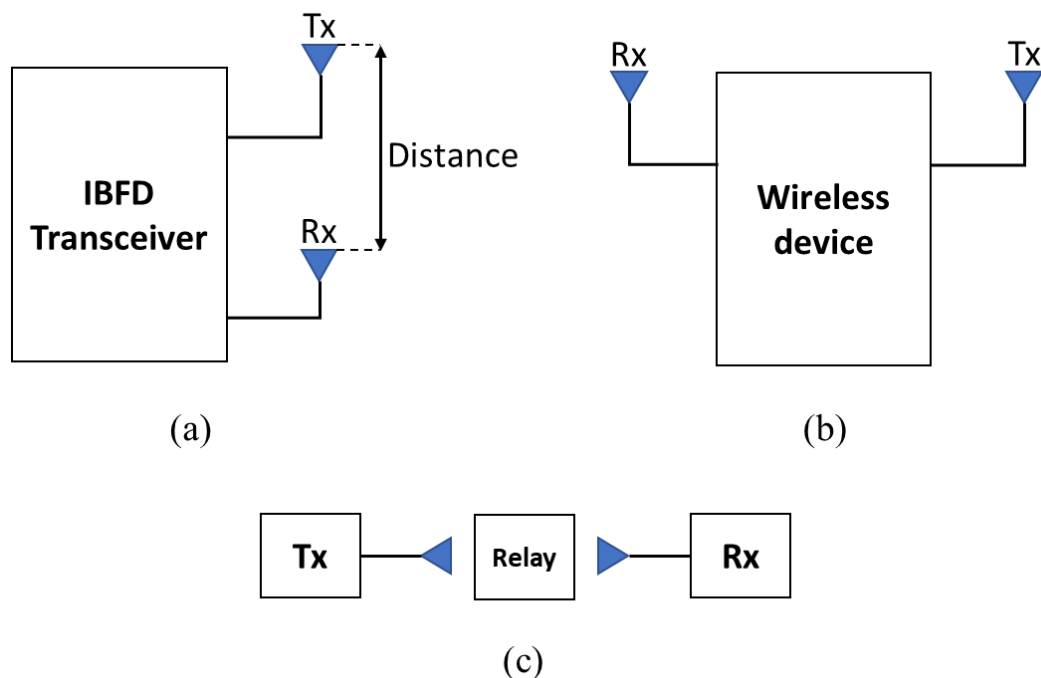 Tx
Rx
Tx
Distance
IBFD
Transceiver
Rx
Wireless
device
(a)
(b)
Tx
Relay
Rx
(c)